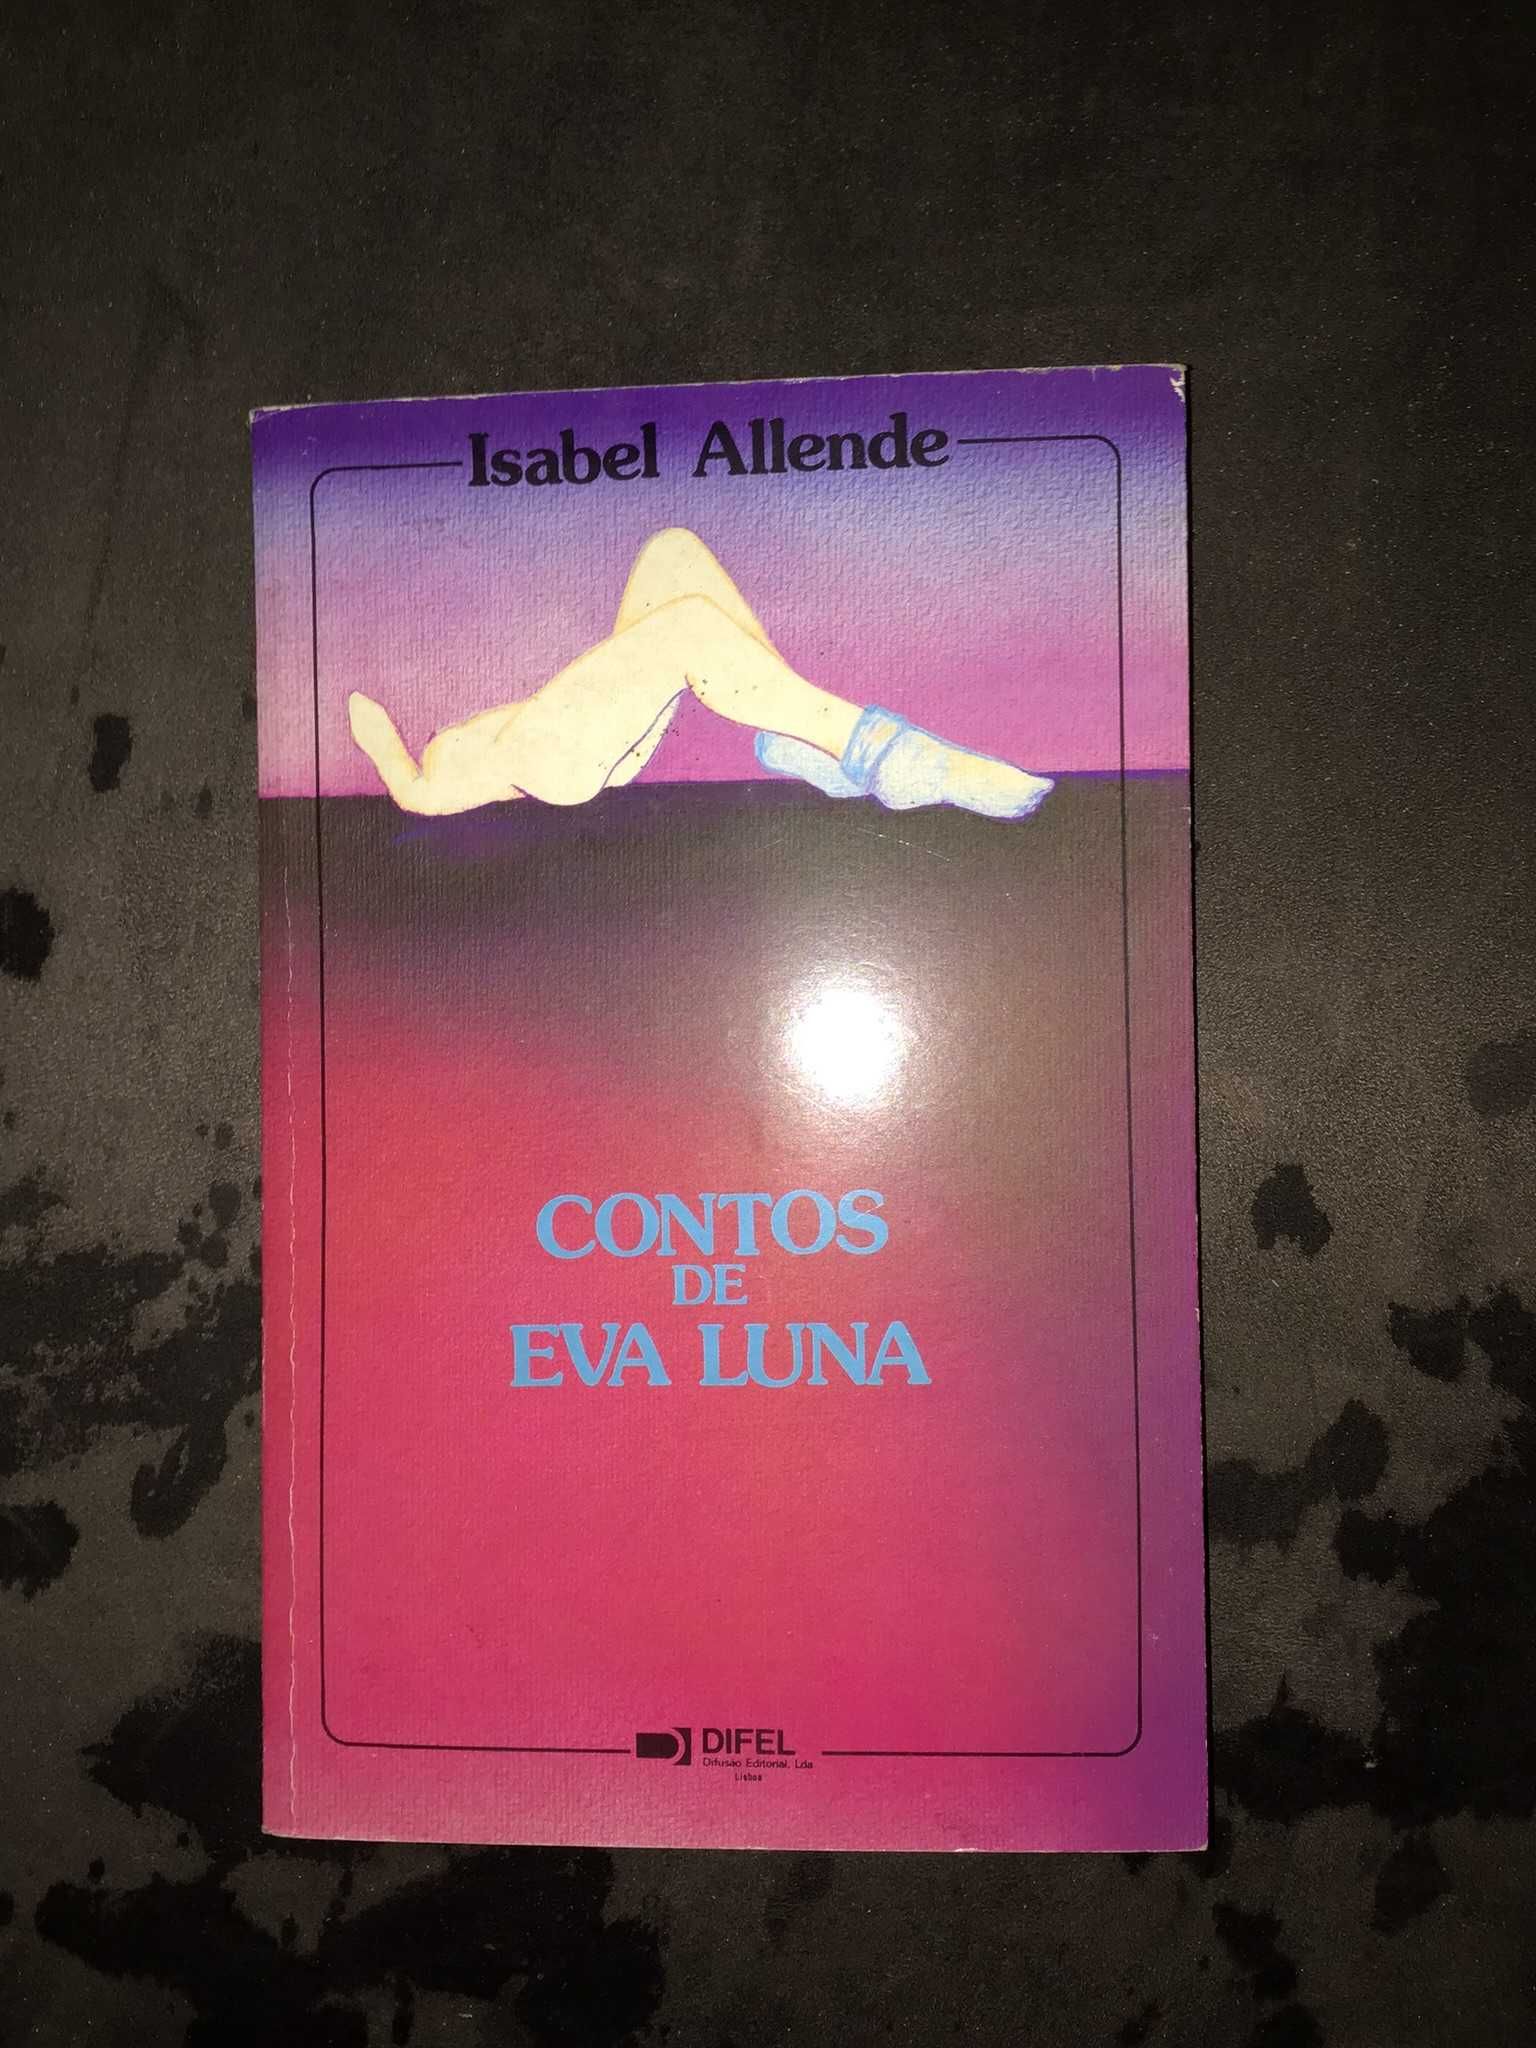 Isabel Allende
CONTOS
DE
EVA LUNA
DIFEL
Difusão Editorial, Lda
Lisboa